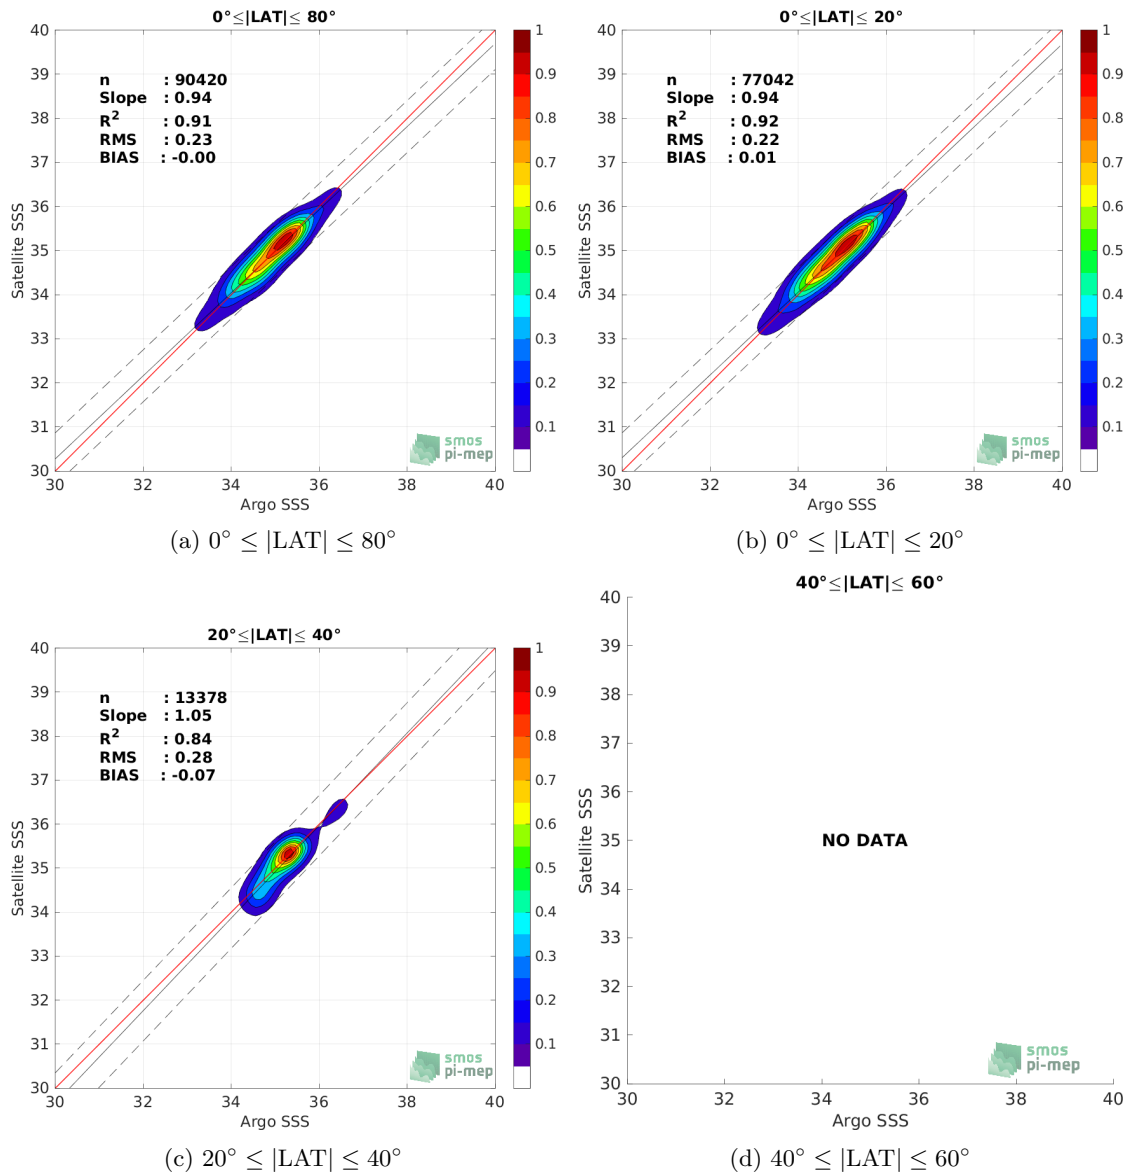 0°≤|LAT|≤ 80°
n : 90420
Slope : 0.94
R² : 0.91
RMS : 0.23
BIAS : -0.00
40
39
38
37
36
35
34
33
32
31
30
30 32 34 36 38 40
Satellite SSS
Argo SSS
1
0.9
0.8
0.7
0.6
0.5
0.4
0.3
0.2
0.1
smos
pi-mep
(a) 0° ≤ |LAT| ≤ 80°
0°≤|LAT|≤ 20°
n : 77042
Slope : 0.94
R² : 0.92
RMS : 0.22
BIAS : 0.01
40
39
38
37
36
35
34
33
32
31
30
30 32 34 36 38 40
Satellite SSS
Argo SSS
1
0.9
0.8
0.7
0.6
0.5
0.4
0.3
0.2
0.1
smos
pi-mep
(b) 0° ≤ |LAT| ≤ 20°
20°≤|LAT|≤ 40°
n : 13378
Slope : 1.05
R² : 0.84
RMS : 0.28
BIAS : -0.07
40
39
38
37
36
35
34
33
32
31
30
30 32 34 36 38 40
Satellite SSS
Argo SSS
1
0.9
0.8
0.7
0.6
0.5
0.4
0.3
0.2
0.1
smos
pi-mep
(c) 20° ≤ |LAT| ≤ 40°
40°≤|LAT|≤ 60°
40
39
38
37
36
35
34
33
32
31
30
30 32 34 36 38 40
Satellite SSS
Argo SSS
NO DATA
smos
pi-mep
(d) 40° ≤ |LAT| ≤ 60°